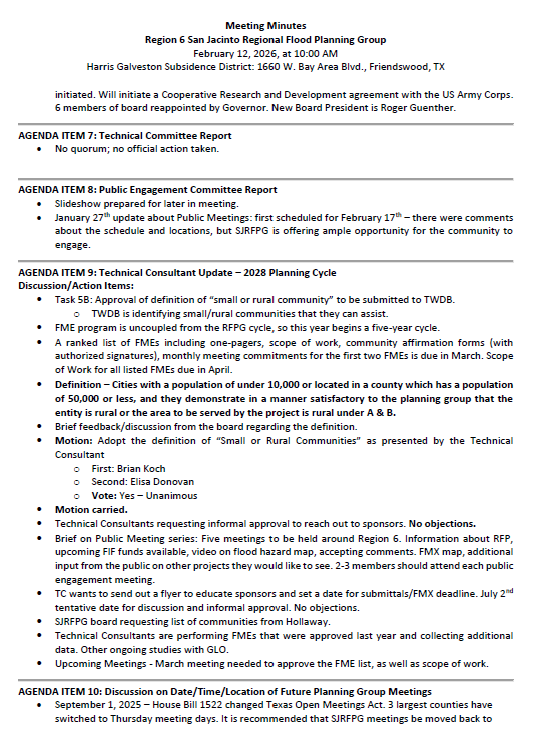 Meeting Minutes
Region 6 San Jacinto Regional Flood Planning Group
February 12, 2026, at 10:00 AM
Harris Galveston Subsidence District: 1660 W. Bay Area Blvd., Friendswood, TX
initiated. Will initiate a Cooperative Research and Development agreement with the US Army Corps.
6 members of board reappointed by Governor. New Board President is Roger Guenther.
AGENDA ITEM 7: Technical Committee Report
• No quorum; no official action taken.
AGENDA ITEM 8: Public Engagement Committee Report
• Slideshow prepared for later in meeting.
• January 27th update about Public Meetings: first scheduled for February 17th – there were comments
about the schedule and locations, but SJRFPG is offering ample opportunity for the community to
engage.
AGENDA ITEM 9: Technical Consultant Update – 2028 Planning Cycle
Discussion/Action Items:
• Task 5B: Approval of definition of “small or rural community” to be submitted to TWDB.
o TWDB is identifying small/rural communities that they can assist.
• FME program is uncoupled from the RFPG cycle, so this year begins a five-year cycle.
• A ranked list of FMEs including one-pagers, scope of work, community affirmation forms (with
authorized signatures), monthly meeting commitments for the first two FMEs is due in March. Scope
of Work for all listed FMEs due in April.
• Definition – Cities with a population of under 10,000 or located in a county which has a population
of 50,000 or less, and they demonstrate in a manner satisfactory to the planning group that the
entity is rural or the area to be served by the project is rural under A & B.
• Brief feedback/discussion from the board regarding the definition.
• Motion: Adopt the definition of “Small or Rural Communities” as presented by the Technical
Consultant
o First: Brian Koch
o Second: Elisa Donovan
o Vote: Yes – Unanimous
• Motion carried.
• Technical Consultants requesting informal approval to reach out to sponsors. No objections.
• Brief on Public Meeting series: Five meetings to be held around Region 6. Information about RFP,
upcoming FIF funds available, video on flood hazard map, accepting comments. FMX map, additional
input from the public on other projects they would like to see. 2-3 members should attend each public
engagement meeting.
• TC wants to send out a flyer to educate sponsors and set a date for submittals/FMX deadline. July 2nd
tentative date for discussion and informal approval. No objections.
• SJRFPG board requesting list of communities from Hollaway.
• Technical Consultants are performing FMEs that were approved last year and collecting additional
data. Other ongoing studies with GLO.
• Upcoming Meetings - March meeting needed to approve the FME list, as well as scope of work.
AGENDA ITEM 10: Discussion on Date/Time/Location of Future Planning Group Meetings
• September 1, 2025 – House Bill 1522 changed Texas Open Meetings Act. 3 largest counties have
switched to Thursday meeting days. It is recommended that SJRFPG meetings be moved back to